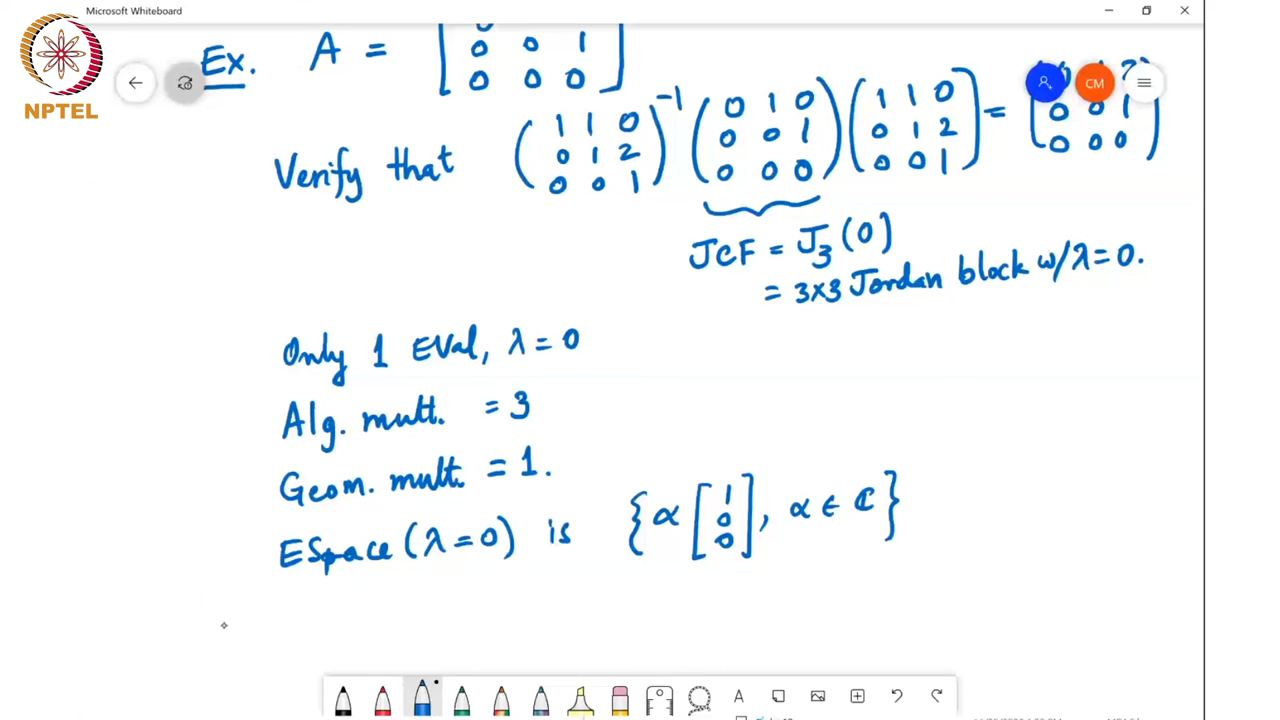 Microsoft Whiteboard
NPTEL
Ex. A = [ 0 0 1
0 0 0 ]
Verify that ( 1 1 0
0 1 2
0 0 1 )^-1 ( 0 1 0
0 0 1
0 0 0 ) ( 1 1 0
0 1 2
0 0 1 ] = [ 0 0 1
0 0 0 )
CM
JCF = J₃(0)
= 3x3 Jordan block w/ λ = 0.
Only 1 EVal, λ = 0
Alg. mult. = 3
Geom. mult. = 1.
ESpace (λ = 0) is { α [ 1
0
0 ], α ∈ ℂ }
A